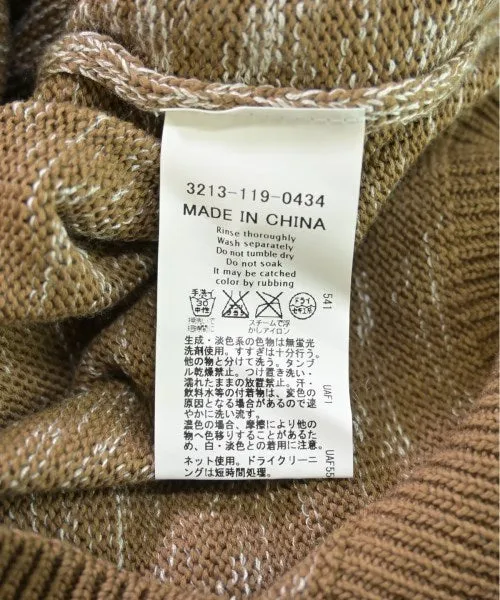 3213-119-0434
MADE IN CHINA
Rinse thoroughly
Wash separately
Do not tumble dry
Do not soak
It may be catched
color by rubbing
手洗イ
30
中性
ドライ
セキユ系
スチームで浮
かしアイロン
541
生成・淡色系の色物は無蛍光
洗剤使用。すすぎは十分行う。
他の物と分けて洗う。タンブ
ル乾燥禁止。つけ置き洗い・
濡れたままの放置禁止。汗・
飲料水等の付着物は、変色の
原因となる場合があるので速
やかに洗い流す。
濃色の場合、摩擦により他の
物へ色移りすることがあるた
め、白・淡色との着用に注意。
UAF1
ネット使用。ドライクリーニ
ングは短時間処理。
UAF55